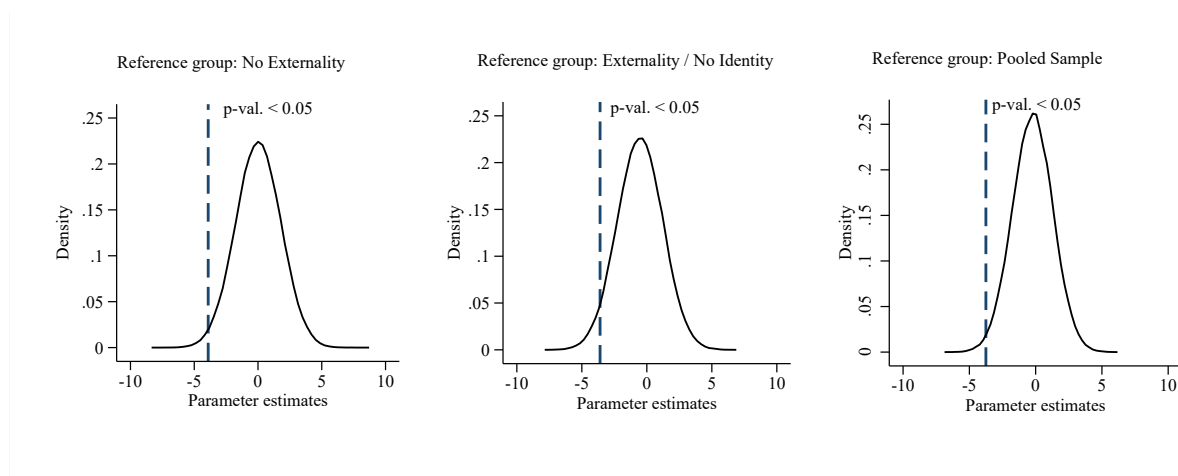 Reference group: No Externality
p-val. < 0.05
.25
.2
.15
.1
.05
0
Density
-10 -5 0 5 10
Parameter estimates
Reference group: Externality / No Identity
p-val. < 0.05
.25
.2
.15
.1
.05
0
Density
-10 -5 0 5 10
Parameter estimates
Reference group: Pooled Sample
p-val. < 0.05
.25
.2
.15
.1
.05
0
Density
-10 -5 0 5 10
Parameter estimates